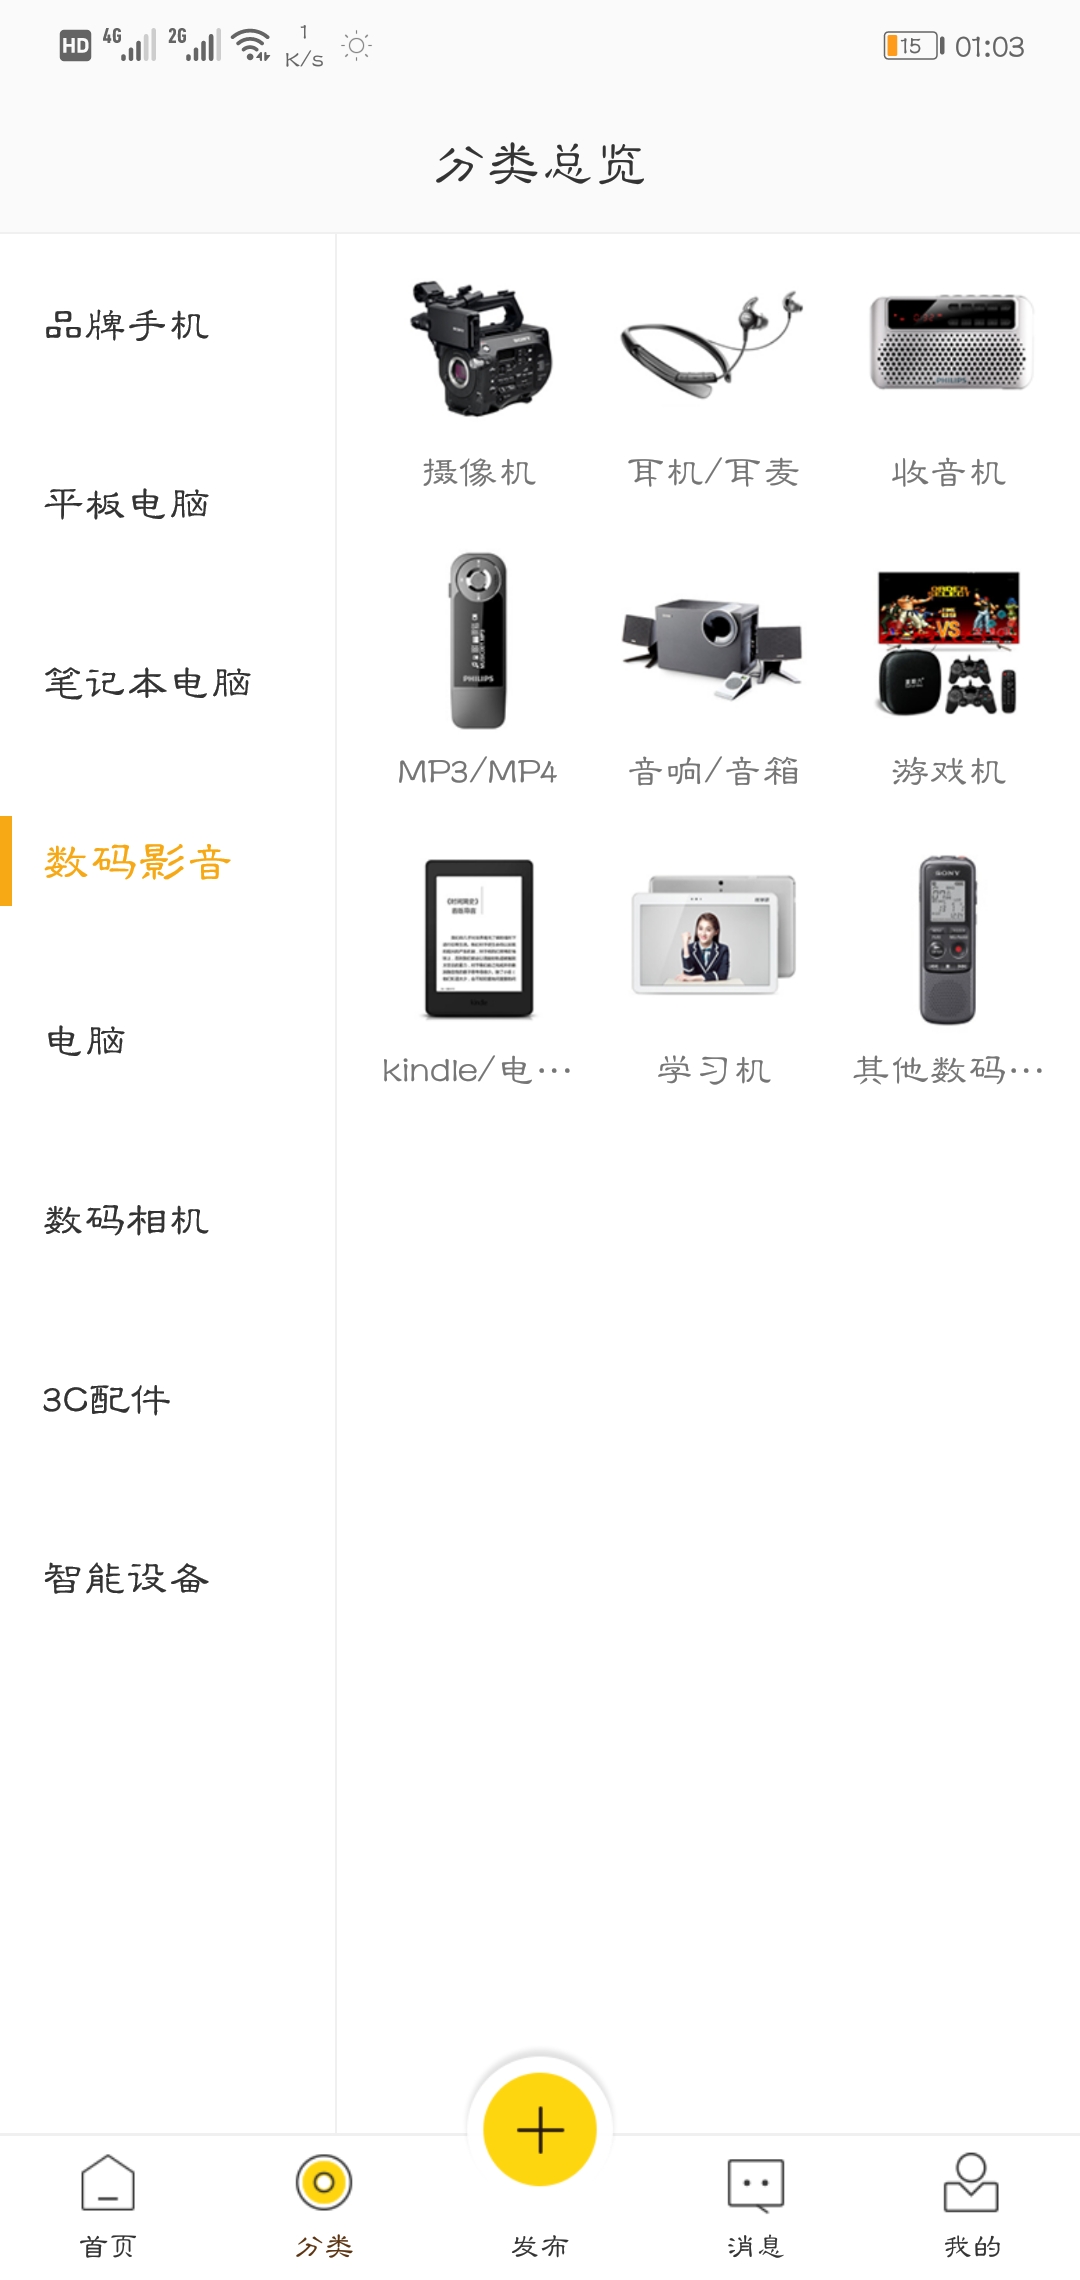 HD 4G 2G 1 K/s 15 01:03
分类总览
品牌手机
平板电脑
笔记本电脑
数码影音
电脑
数码相机
3C配件
智能设备
摄像机 耳机/耳麦 收音机
PHILIPS
MP3/MP4 音响/音箱 游戏机
PHILIPS
VS
kindle/电… 学习机 其他数码…
SONY
首页 分类 发布 消息 我的